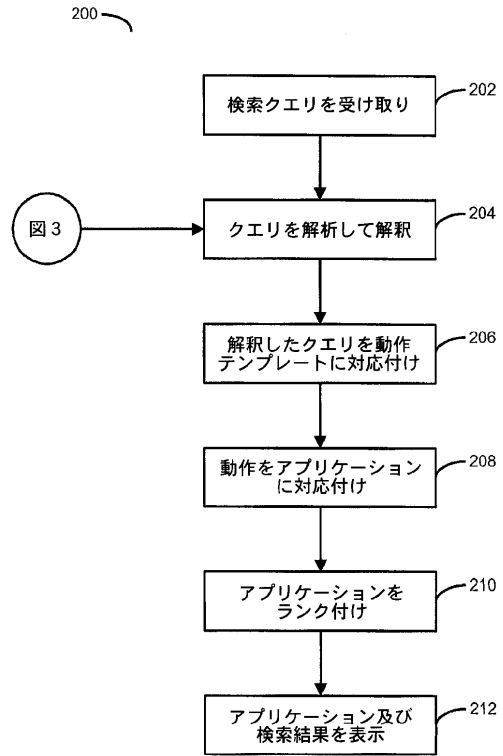 200
検索クエリを受け取り
202
図3
クエリを解析して解釈
204
解釈したクエリを動作
テンプレートに対応付け
206
動作をアプリケーション
に対応付け
208
アプリケーションを
ランク付け
210
アプリケーション及び
検索結果を表示
212